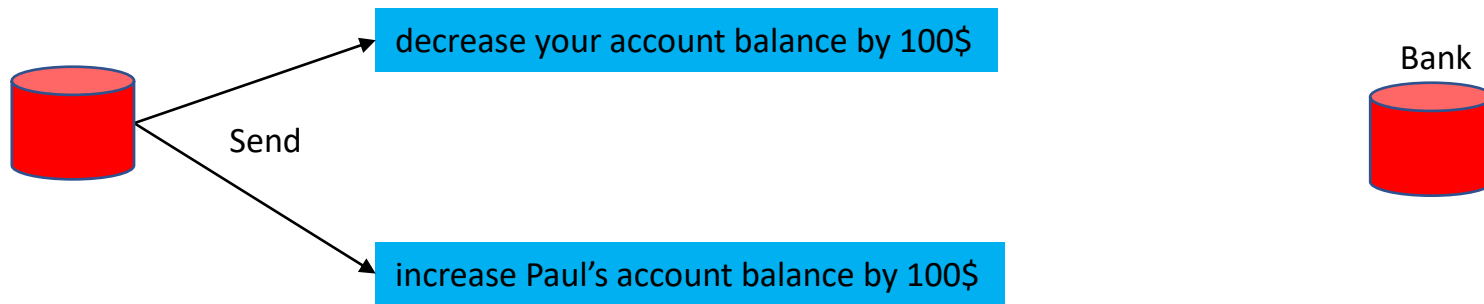 decrease your account balance by 100$
Bank
Send
increase Paul’s account balance by 100$